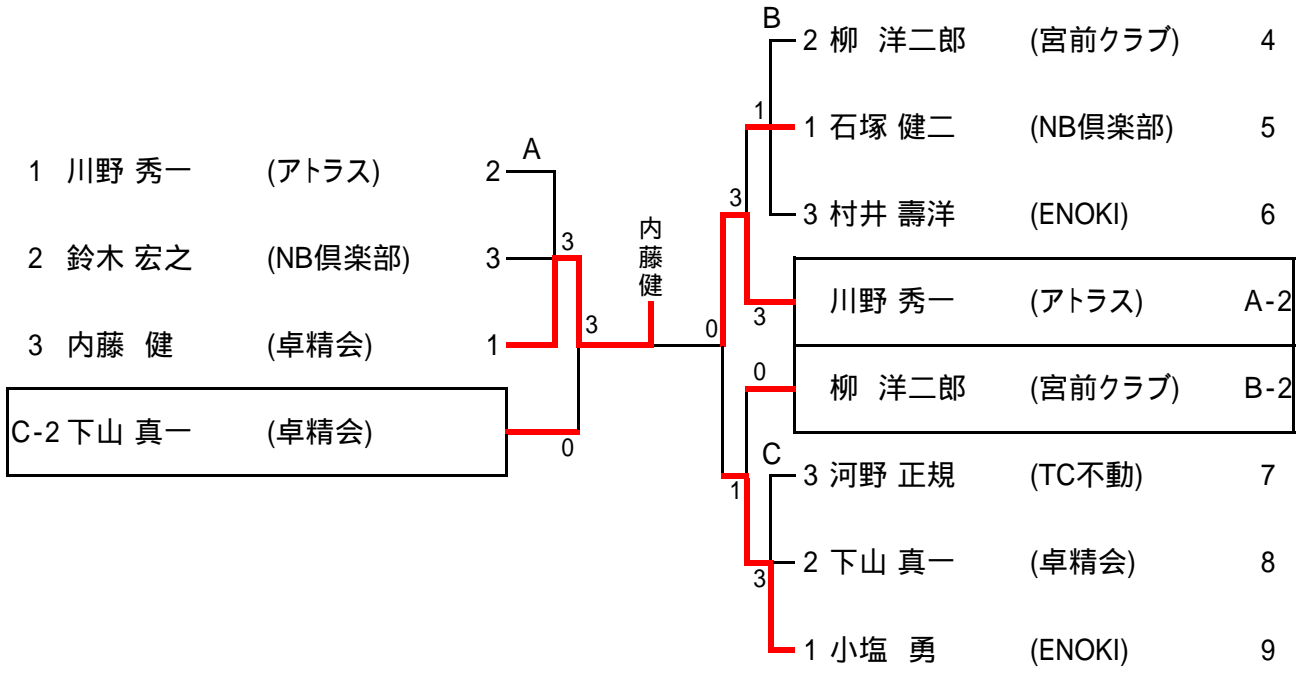 B
2 柳 洋二郎 (宮前クラブ) 4
1
1 石塚 健二 (NB倶楽部) 5
A
1 川野 秀一 (アトラス) 2
3
3 村井 壽洋 (ENOKI) 6
2 鈴木 宏之 (NB倶楽部) 3
3
内藤健
川野 秀一 (アトラス) A-2
3
3
0
3 内藤 健 (卓精会) 1
0
柳 洋二郎 (宮前クラブ) B-2
C-2 下山 真一 (卓精会)
0
C
3 河野 正規 (TC不動) 7
1
2 下山 真一 (卓精会) 8
3
1 小塩 勇 (ENOKI) 9